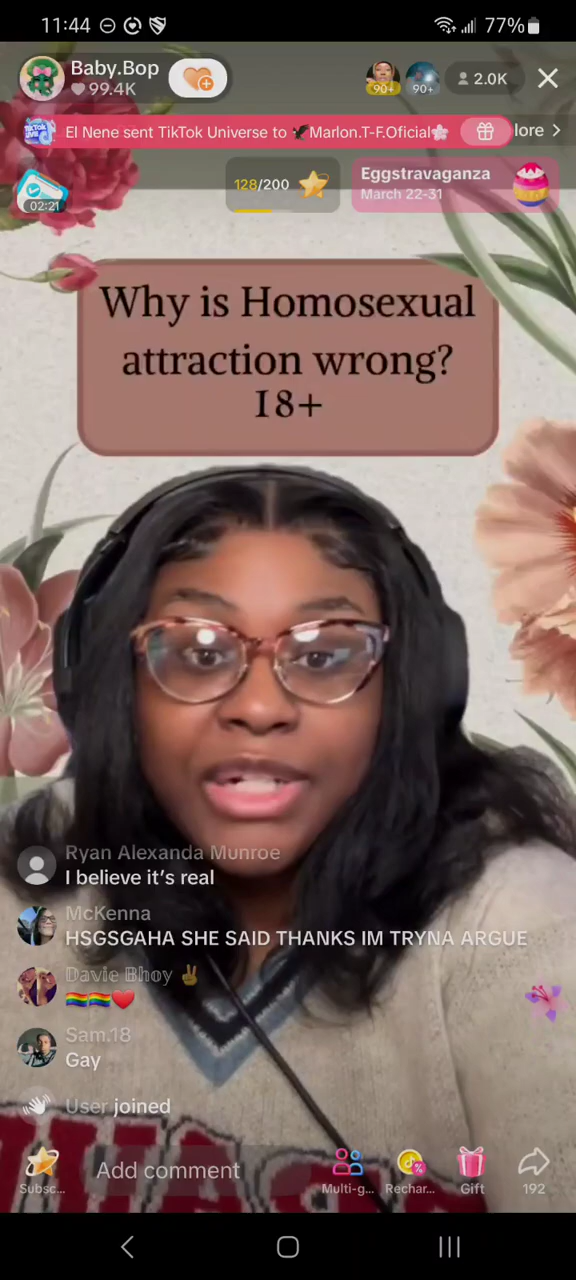 11:44
77%
Baby.Bop
99.4K
90+
90+
2.0K
El Nene sent TikTok Universe to 🦅Marlon.T-F.Oficial🌸
lore >
02:21
128/200
Eggstravaganza
March 22-31
Why is Homosexual
attraction wrong?
18+
Ryan Alexanda Munroe
I believe it's real
McKenna
HSGSGAHA SHE SAID THANKS IM TRYNA ARGUE
Davie Bhoy ✌
🏳️‍🌈🏳️‍🌈❤️
Sam.18
Gay
User joined
Add comment
Subsc...
Multi-g...
Rechar...
Gift
192